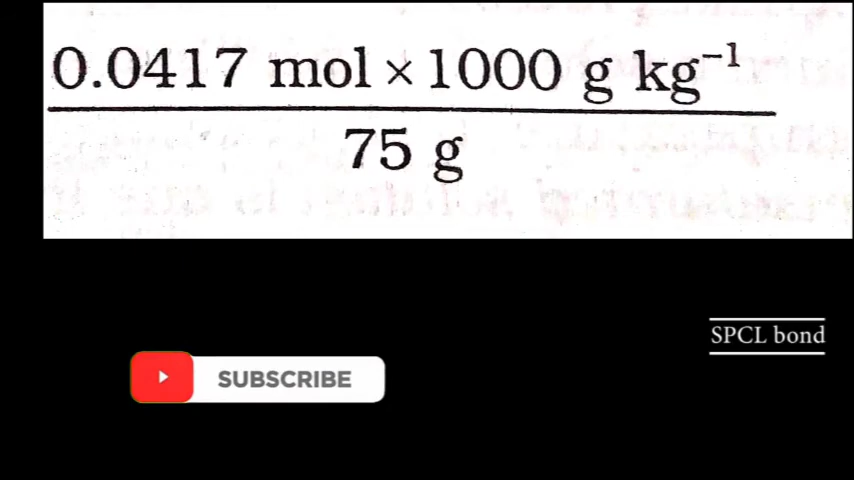 0.0417 mol × 1000 g kg⁻¹
75 g
SPCL bond
SUBSCRIBE